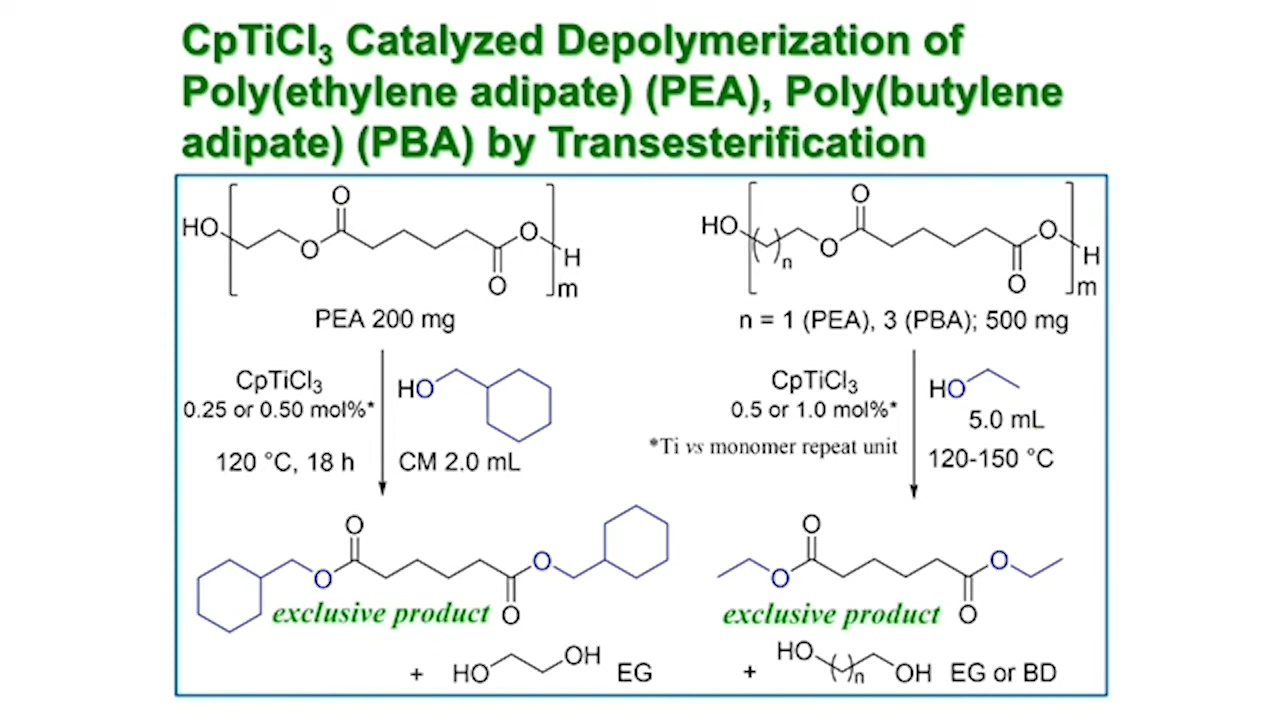 CpTiCl3 Catalyzed Depolymerization of
Poly(ethylene adipate) (PEA), Poly(butylene
adipate) (PBA) by Transesterification
HO
O
O
O
OH
H
O
m
PEA 200 mg
CpTiCl3
0.25 or 0.50 mol%*
120 °C, 18 h
HO
CM 2.0 mL
O
O
O
O
exclusive product
+
HO
OH
EG
HO
n
O
O
O
O
H
m
n = 1 (PEA), 3 (PBA); 500 mg
CpTiCl3
0.5 or 1.0 mol%*
*Ti vs monomer repeat unit
HO
5.0 mL
120-150 °C
O
O
O
O
exclusive product
+
HO
n
OH
EG or BD